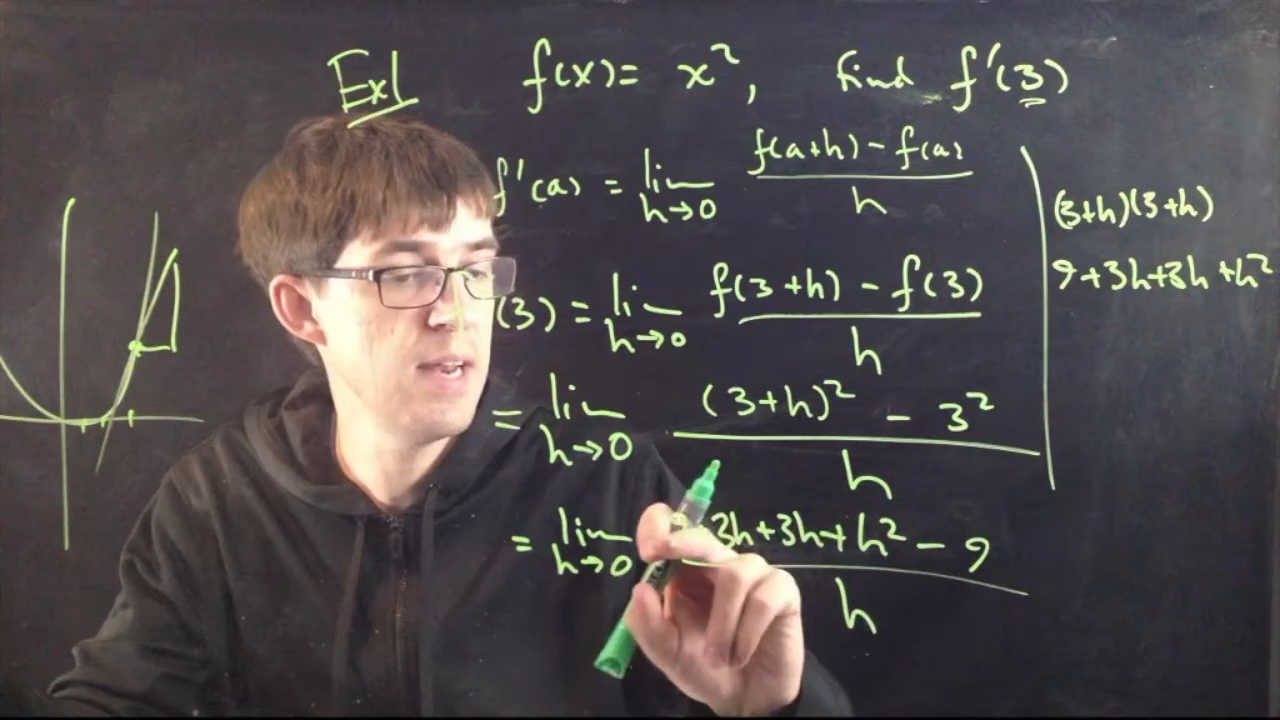 Ex1 f(x) = x², find f'(3)
f'(a) = lim h→0 f(a+h) - f(a) / h
(3) = lim h→0 f(3+h) - f(3) / h
= lim h→0 (3+h)² - 3² / h
= lim h→0 3h+3h+h² - 9 / h
(3+h)(3+h)
9+3h+3h+h²